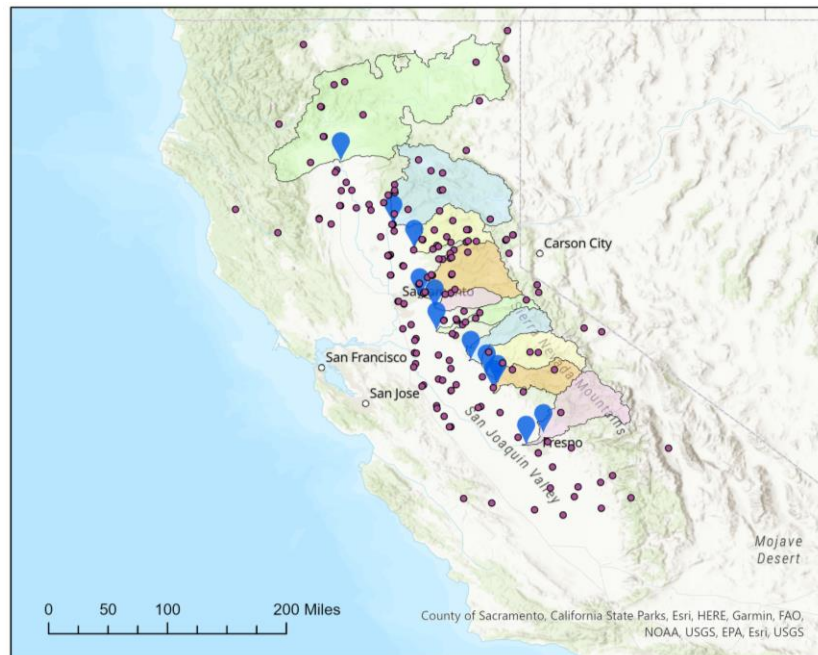 Carson City
Sacramento
Sierra Nevada Mountains
San Francisco
San Jose
San Joaquin Valley
Fresno
Mojave
Desert
0 50 100 200 Miles
County of Sacramento, California State Parks, Esri, HERE, Garmin, FAO,
NOAA, USGS, EPA, Esri, USGS